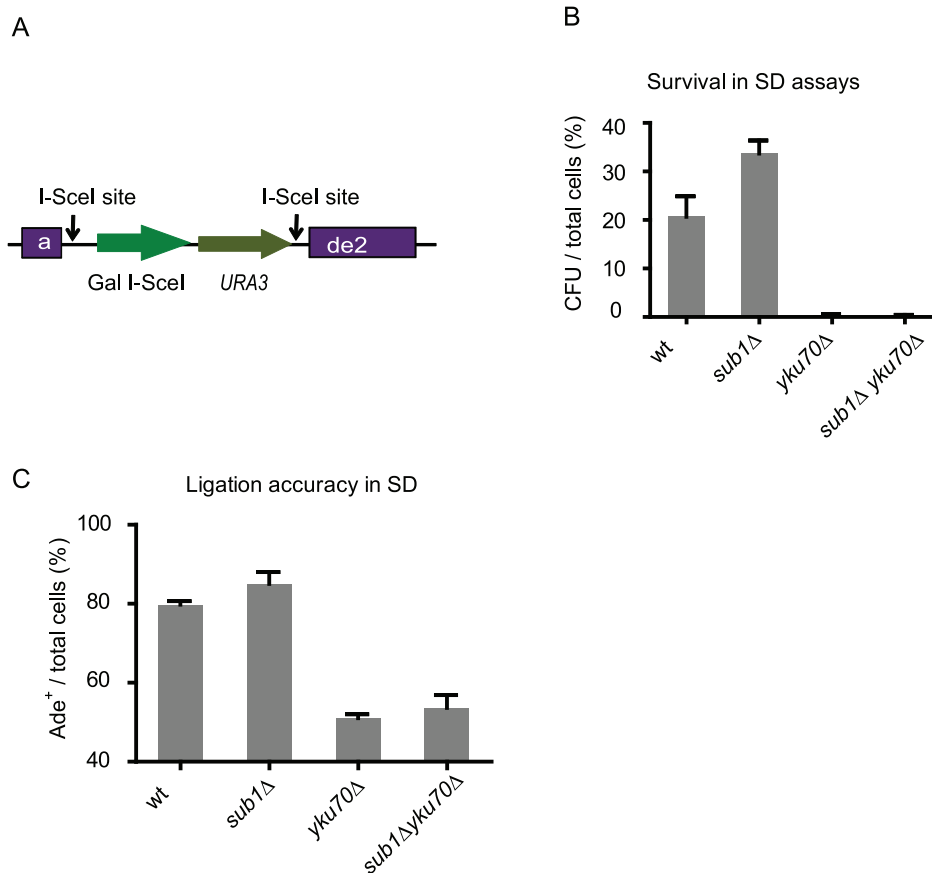 A
I-SceI site
I-SceI site
a
de2
Gal I-SceI
URA3
B
Survival in SD assays
CFU / total cells (%)
40
30
20
10
0
wt
sub1Δ
yku70Δ
sub1Δ yku70Δ
C
Ligation accuracy in SD
Ade⁺ / total cells (%)
100
80
60
40
wt
sub1Δ
yku70Δ
sub1Δyku70Δ